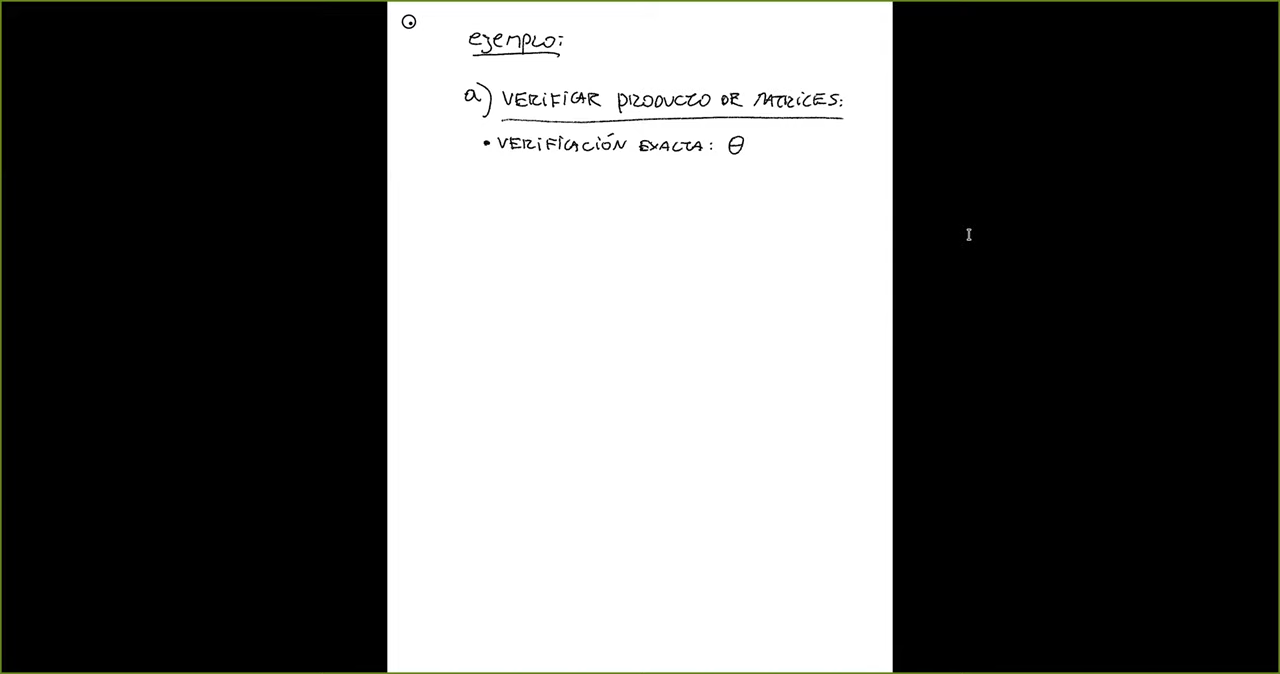 ejemplo:
a) VERIFICAR PRODUCTO DE MATRICES:
• VERIFICACIÓN EXACTA: Θ